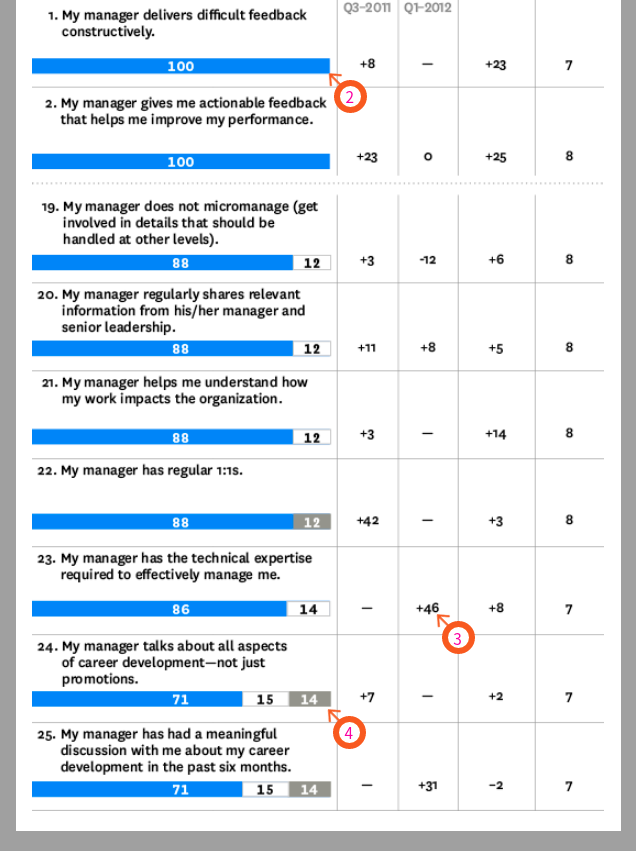 Q3–2011 Q1–2012
1. My manager delivers difficult feedback
constructively.
100 +8 — +23 7
2
2. My manager gives me actionable feedback
that helps me improve my performance.
100 +23 0 +25 8
19. My manager does not micromanage (get
involved in details that should be
handled at other levels).
88 12 +3 -12 +6 8
20. My manager regularly shares relevant
information from his/her manager and
senior leadership.
88 12 +11 +8 +5 8
21. My manager helps me understand how
my work impacts the organization.
88 12 +3 — +14 8
22. My manager has regular 1:1s.
88 12 +42 — +3 8
23. My manager has the technical expertise
required to effectively manage me.
86 14 — +46 +8 7
3
24. My manager talks about all aspects
of career development—not just
promotions.
71 15 14 +7 — +2 7
4
25. My manager has had a meaningful
discussion with me about my career
development in the past six months.
71 15 14 — +31 –2 7